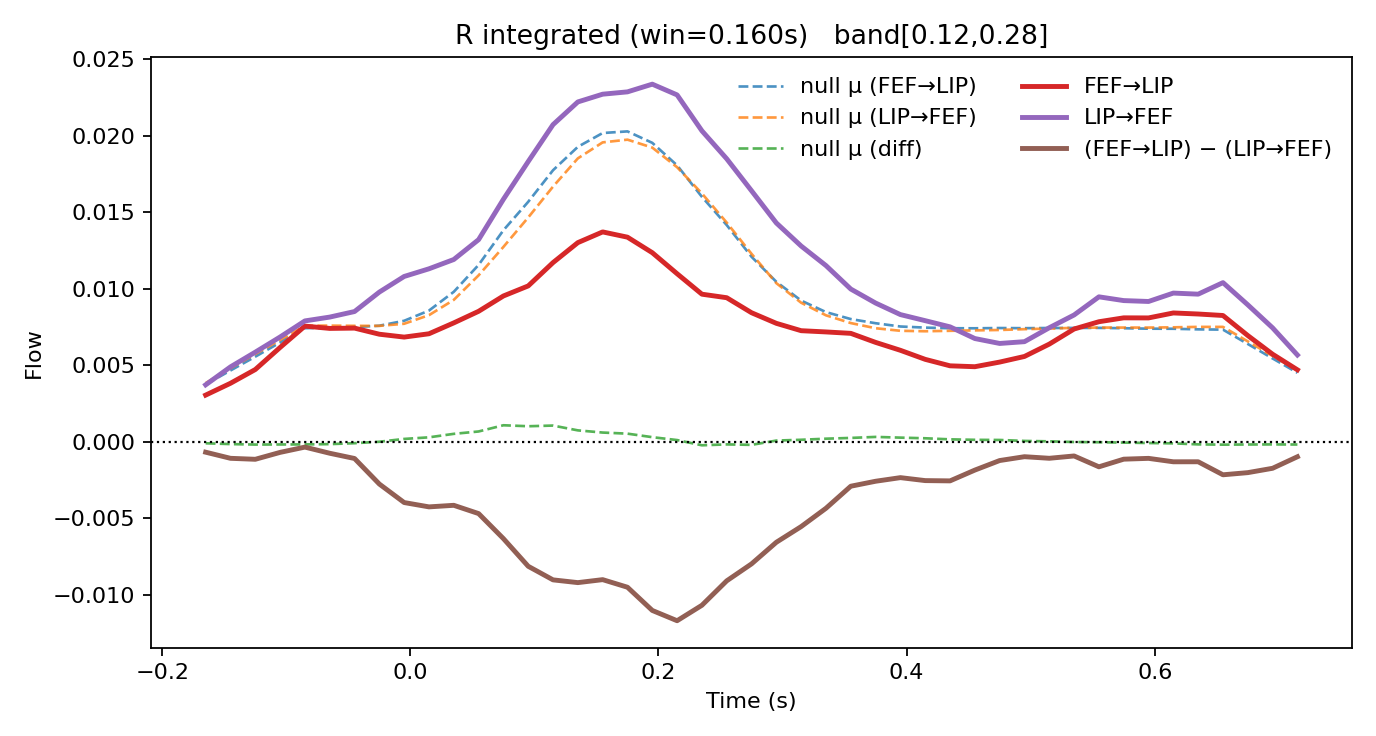 R integrated (win=0.160s)   band[0.12,0.28]
0.025
0.020
0.015
0.010
0.005
0.000
−0.005
−0.010
Flow
null μ (FEF→LIP)
null μ (LIP→FEF)
null μ (diff)
FEF→LIP
LIP→FEF
(FEF→LIP) − (LIP→FEF)
−0.2 0.0 0.2 0.4 0.6
Time (s)